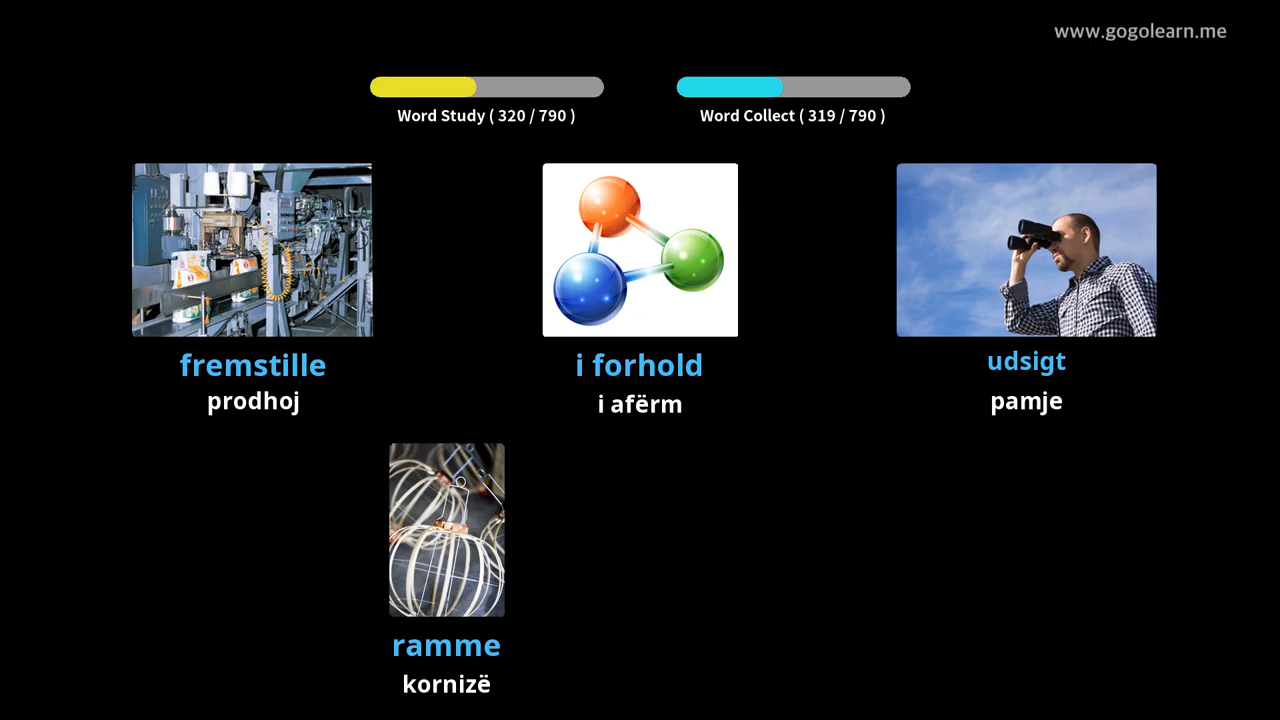 www.gogolearn.me
Word Study ( 320 / 790 )
Word Collect ( 319 / 790 )
fremstille
prodhoj
i forhold
i afërm
udsigt
pamje
ramme
kornizë